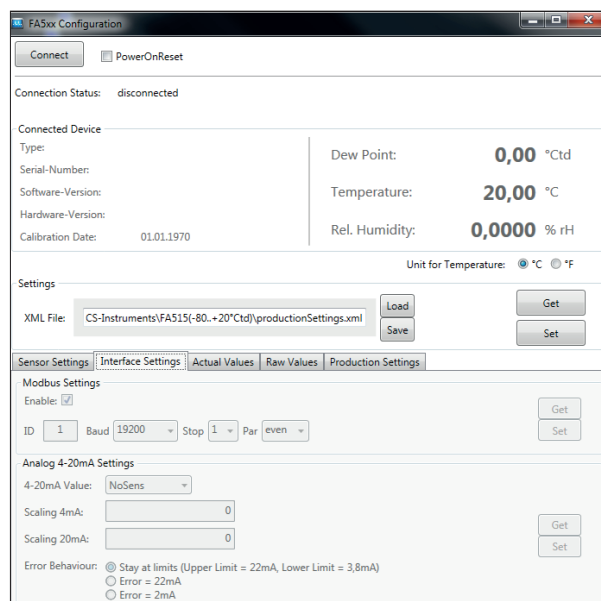 FA5xx Configuration
Connect PowerOnReset
Connection Status: disconnected
Connected Device
Type:
Serial-Number:
Software-Version:
Hardware-Version:
Calibration Date: 01.01.1970
Dew Point: 0,00 °Ctd
Temperature: 20,00 °C
Rel. Humidity: 0,0000 % rH
Unit for Temperature: °C °F
Settings
XML File: CS-Instruments\FA515(-80..+20°Ctd)\productionSettings.xml
Load
Save
Get
Set
Sensor Settings Interface Settings Actual Values Raw Values Production Settings
Modbus Settings
Enable:
ID 1 Baud 19200 Stop 1 Par even
Get
Set
Analog 4-20mA Settings
4-20mA Value: NoSens
Scaling 4mA: 0
Scaling 20mA: 0
Get
Set
Error Behaviour: Stay at limits (Upper Limit = 22mA, Lower Limit = 3,8mA)
Error = 22mA
Error = 2mA